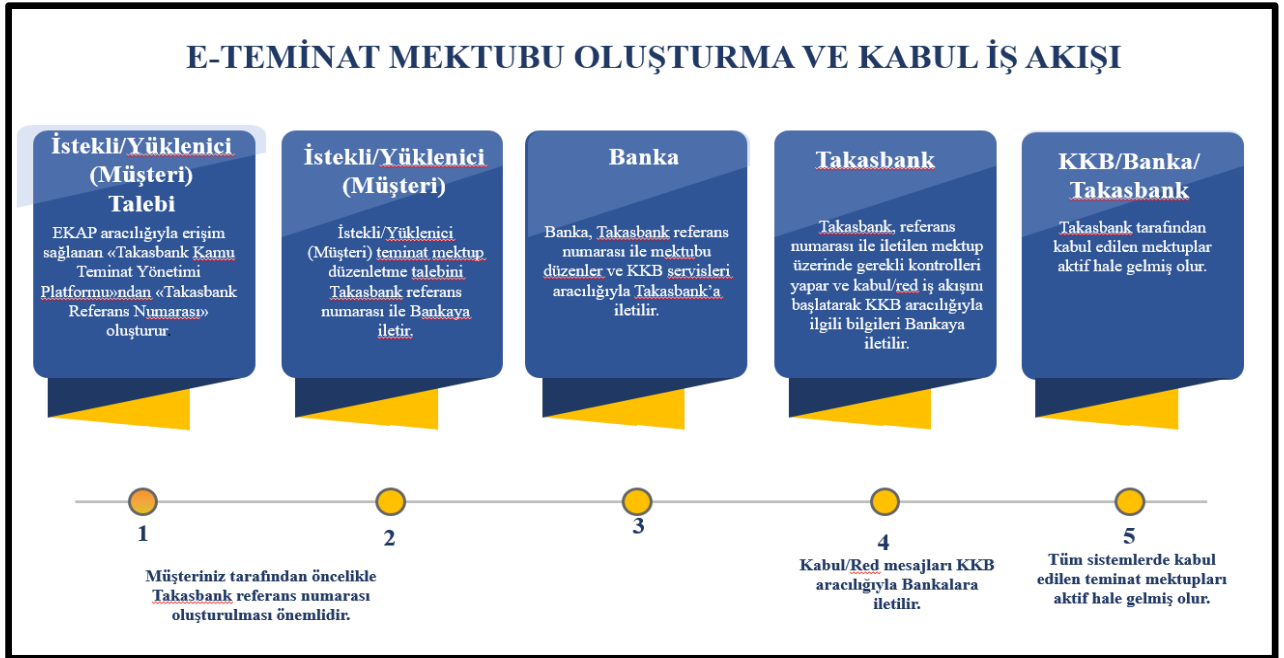 E-TEMİNAT MEKTUBU OLUŞTURMA VE KABUL İŞ AKIŞI
İstekli/Yüklenici
(Müşteri)
Talebi
EKAP aracılığıyla erişim
sağlanan «Takasbank Kamu
Teminat Yönetimi
Platformu»ndan «Takasbank
Referans Numarası»
oluşturur.
İstekli/Yüklenici
(Müşteri)
İstekli/Yüklenici
(Müşteri) teminat mektup
düzenletme talebini
Takasbank referans
numarası ile Bankaya
iletir.
Banka
Banka, Takasbank referans
numarası ile mektubu
düzenler ve KKB servisleri
aracılığıyla Takasbank’a
iletilir.
Takasbank
Takasbank, referans
numarası ile iletilen mektup
üzerinde gerekli kontrolleri
yapar ve kabul/red iş akışını
başlatarak KKB aracılığıyla
ilgili bilgileri Bankaya
iletilir.
KKB/Banka/
Takasbank
Takasbank tarafından
kabul edilen mektuplar
aktif hale gelmiş olur.
1
2
3
4
5
Müşteriniz tarafından öncelikle
Takasbank referans numarası
oluşturulması önemlidir.
Kabul/Red mesajları KKB
aracılığıyla Bankalara
iletilir.
Tüm sistemlerde kabul
edilen teminat mektupları
aktif hale gelmiş olur.